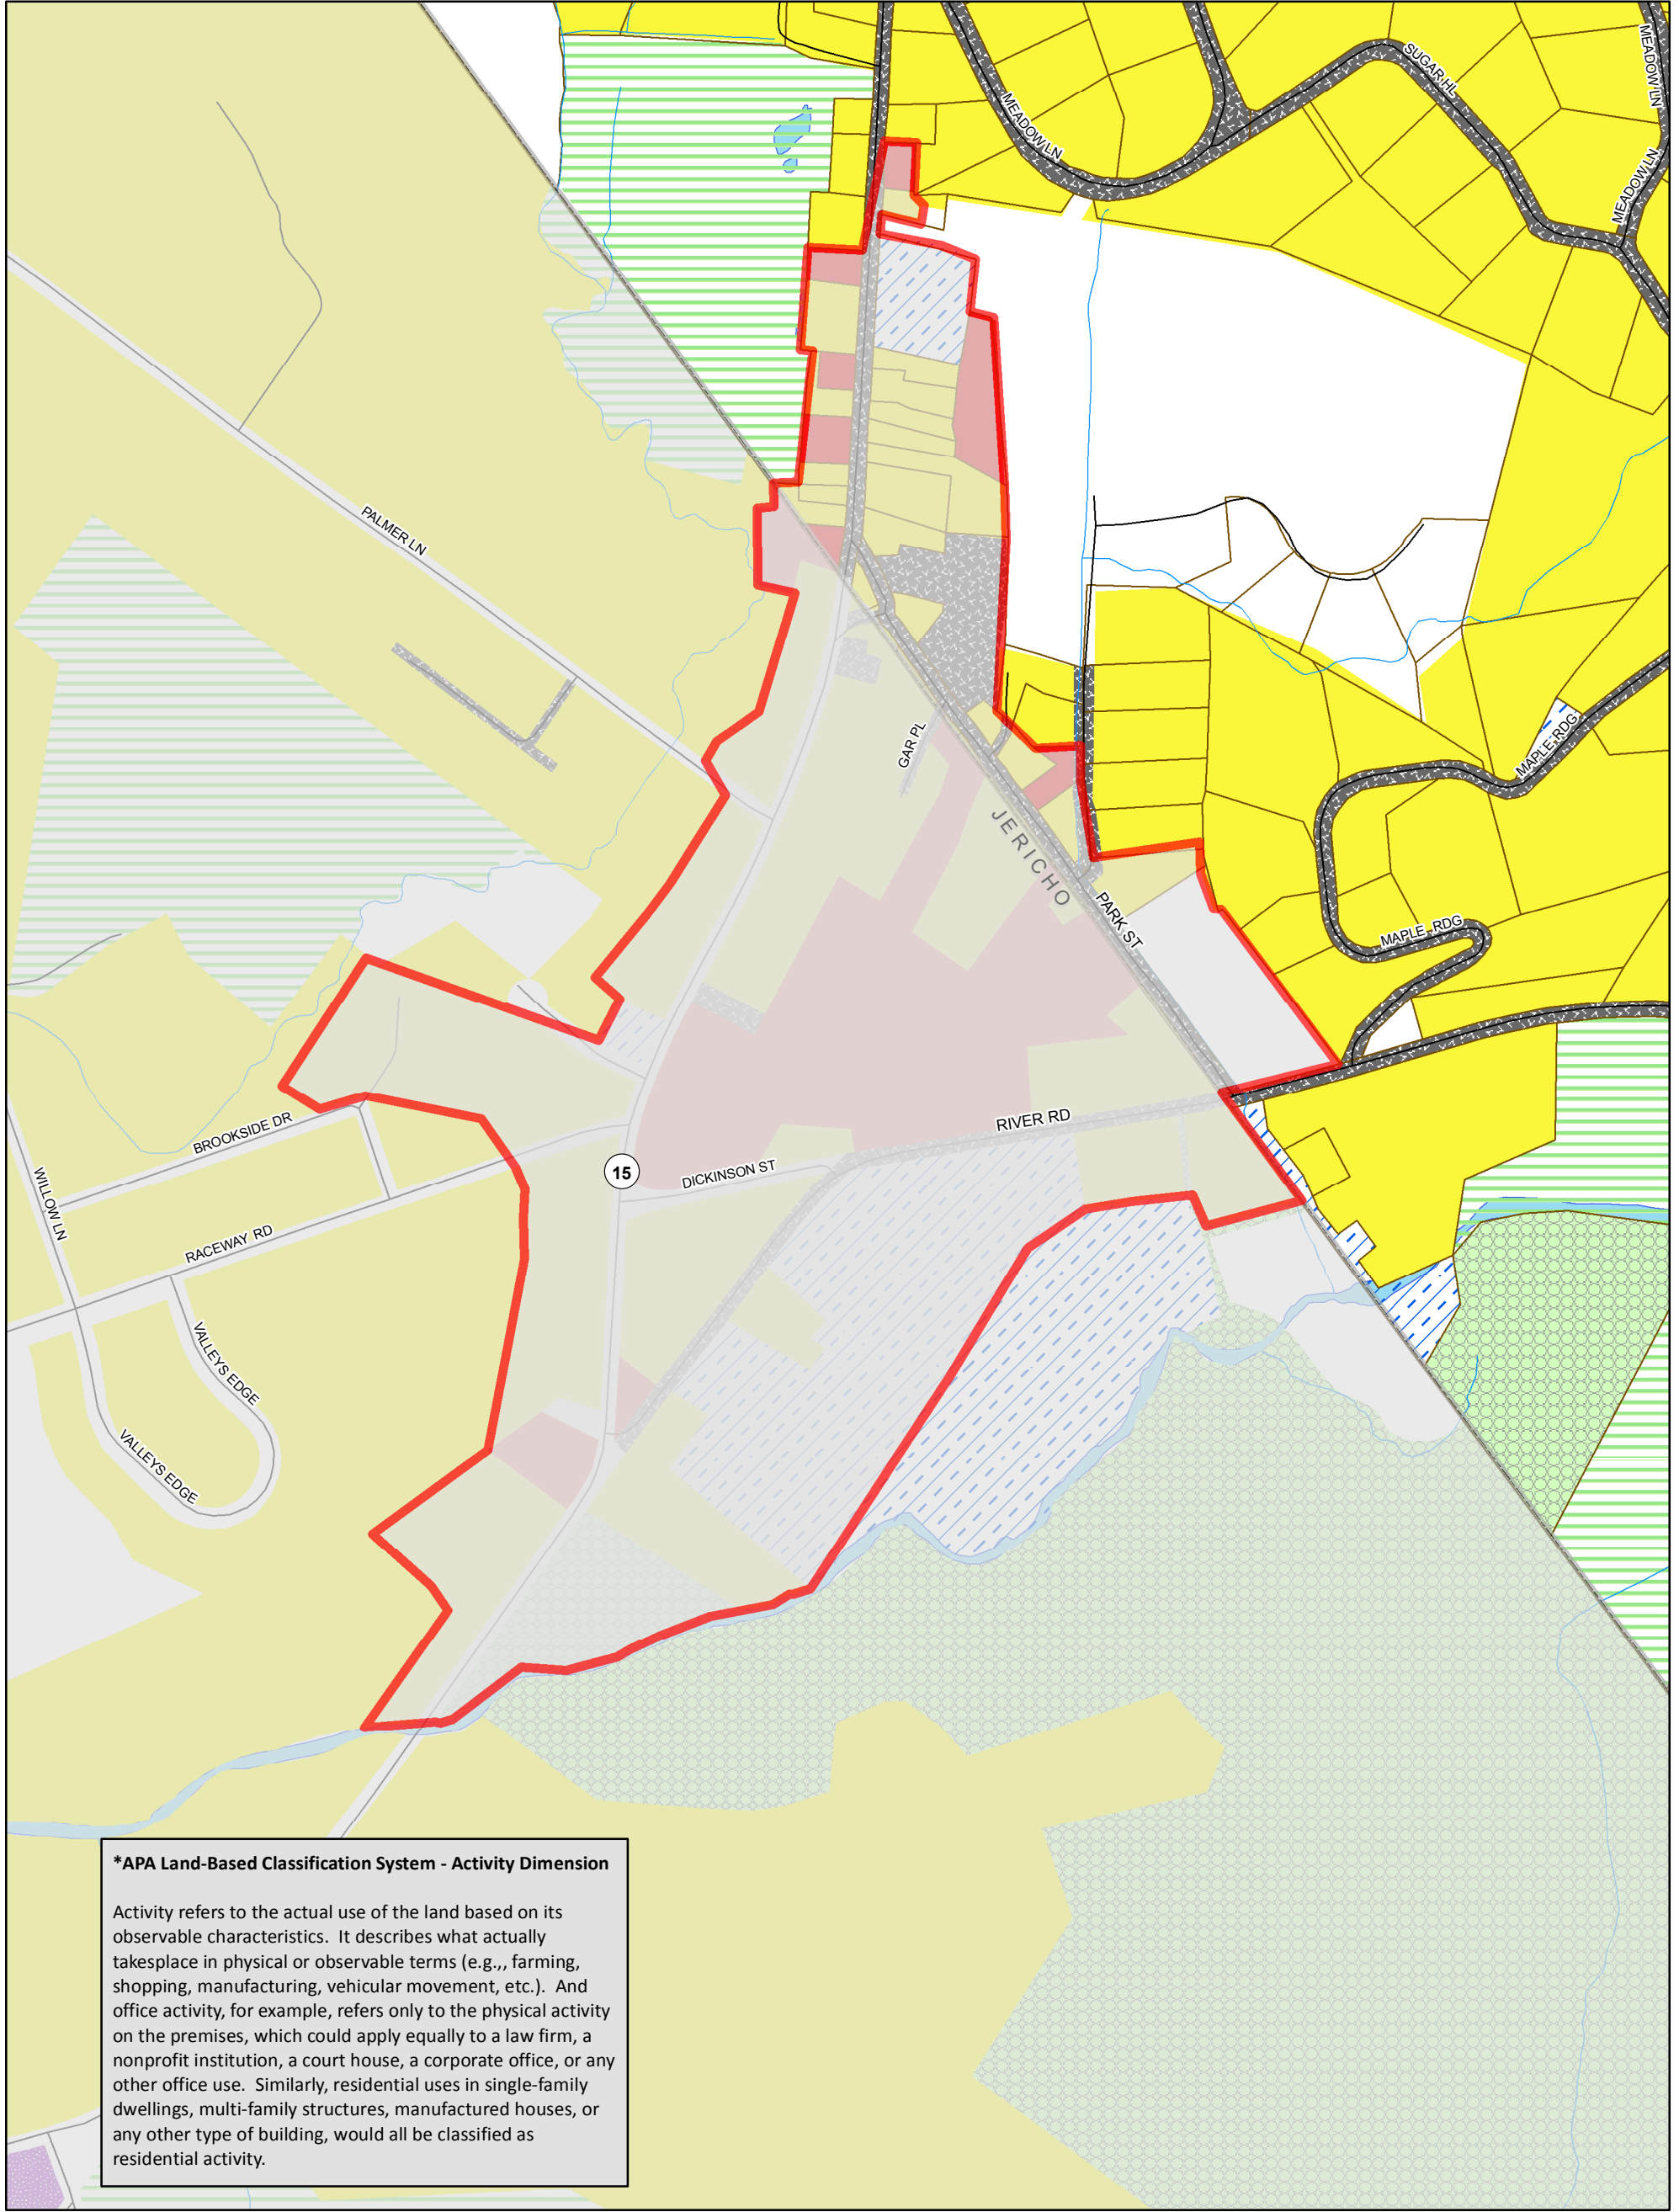 SUGAR HL
MEADOW LN
MEADOW LN
MEADOW LN
PALMER LN
GAR PL
JERICHO
PARK ST
MAPLE RDG
MAPLE RDG
RIVER RD
BROOKSIDE DR
15
DICKINSON ST
WILLOW LN
RACEWAY RD
VALLEYS EDGE
VALLEYS EDGE
*APA Land-Based Classification System - Activity Dimension
Activity refers to the actual use of the land based on its
observable characteristics.  It describes what actually
takesplace in physical or observable terms (e.g.,, farming,
shopping, manufacturing, vehicular movement, etc.).  And
office activity, for example, refers only to the physical activity
on the premises, which could apply equally to a law firm, a
nonprofit institution, a court house, a corporate office, or any
other office use.  Similarly, residential uses in single-family
dwellings, multi-family structures, manufactured houses, or
any other type of building, would all be classified as
residential activity.